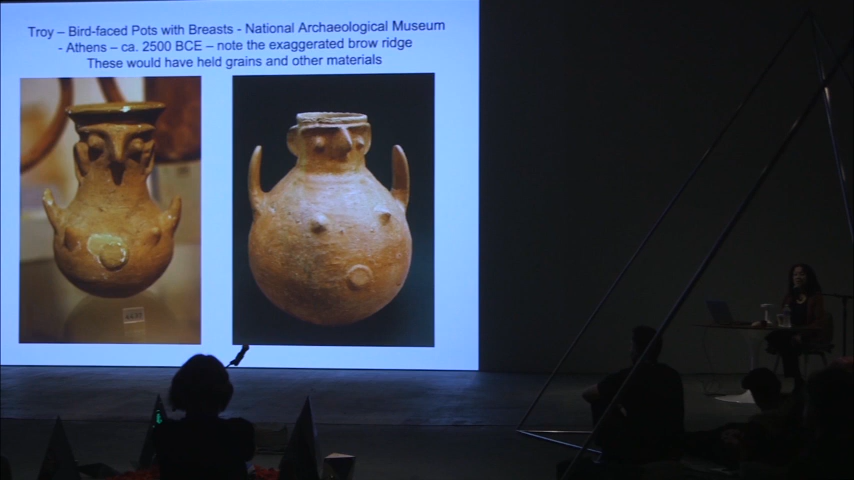 Troy – Bird-faced Pots with Breasts - National Archaeological Museum
- Athens – ca. 2500 BCE – note the exaggerated brow ridge
These would have held grains and other materials